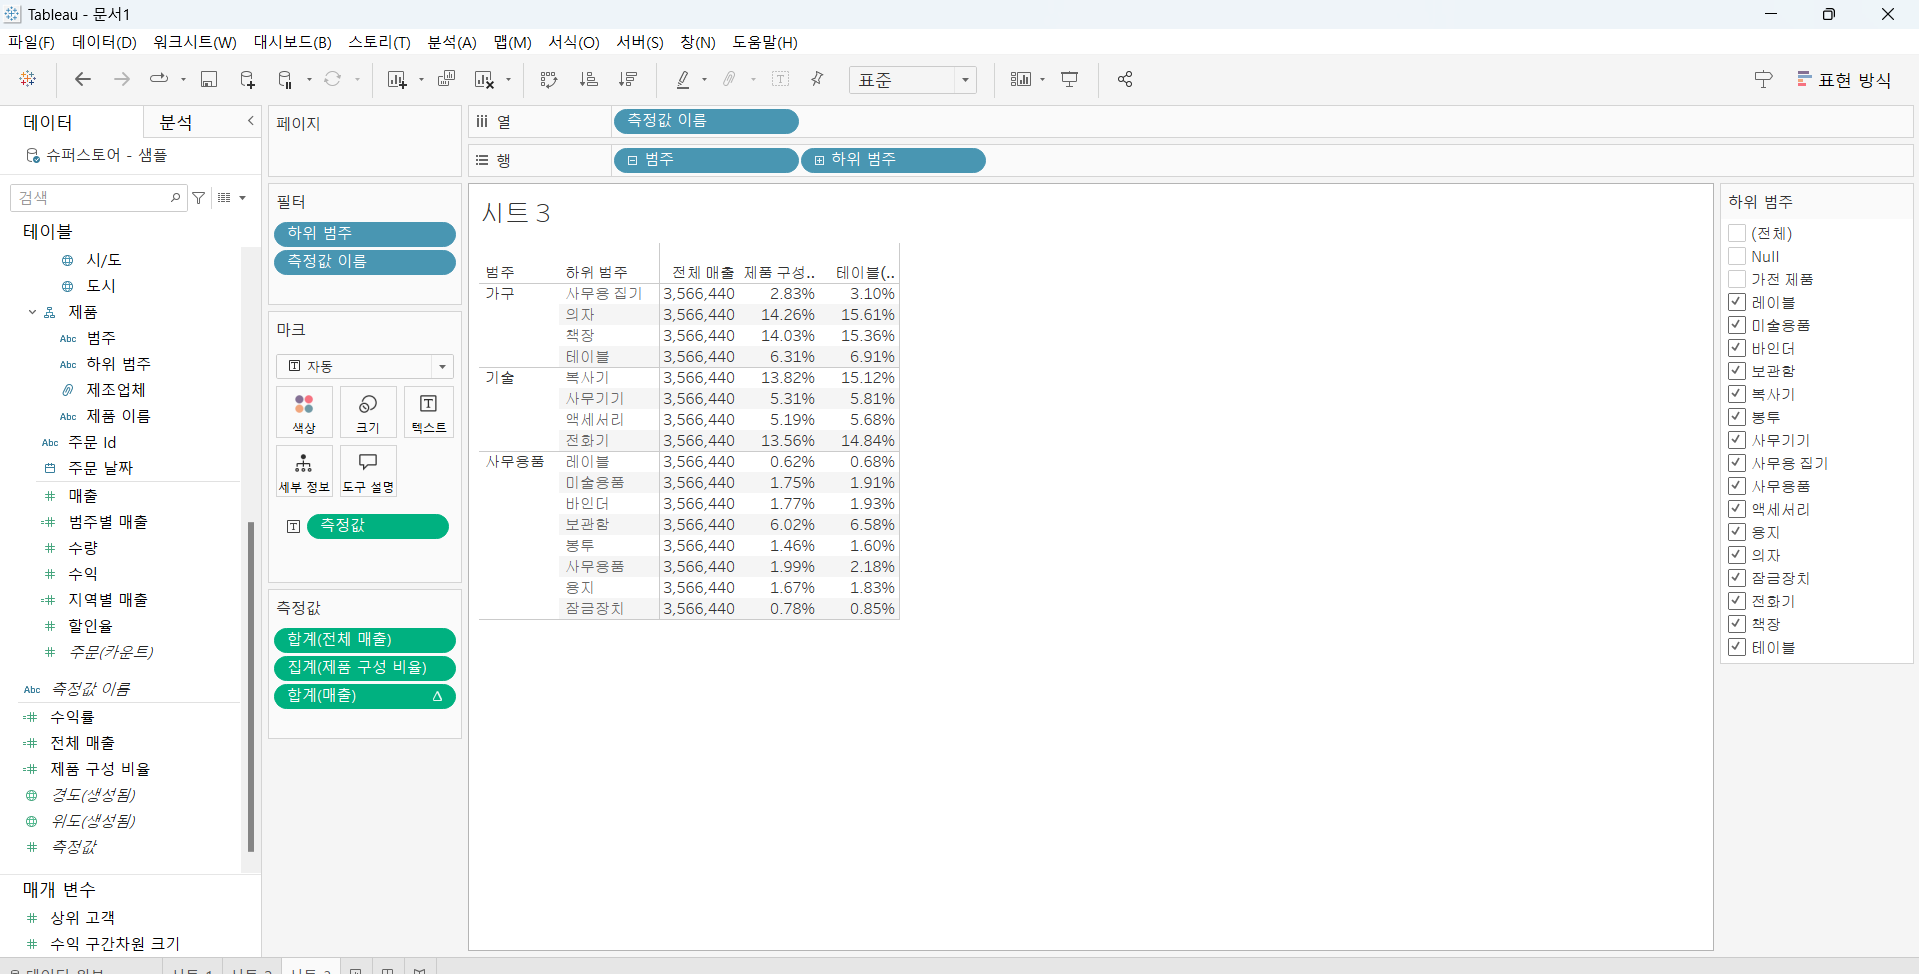 Tableau - 문서1
파일(F) 데이터(D) 워크시트(W) 대시보드(B) 스토리(T) 분석(A) 맵(M) 서식(O) 서버(S) 창(N) 도움말(H)
표준
표현 방식
데이터 분석
슈퍼스토어 - 샘플
검색
테이블
시/도
도시
제품
Abc 범주
Abc 하위 범주
제조업체
Abc 제품 이름
Abc 주문 Id
주문 날짜
매출
범주별 매출
수량
수익
지역별 매출
할인율
주문(카운트)
Abc 측정값 이름
수익률
전체 매출
제품 구성 비율
경도(생성됨)
위도(생성됨)
측정값
매개 변수
상위 고객
수익 구간차원 크기
페이지
필터
하위 범주
측정값 이름
마크
자동
색상 크기 텍스트
세부 정보 도구 설명
측정값
측정값
합계(전체 매출)
집계(제품 구성 비율)
합계(매출)
열 측정값 이름
행 범주 하위 범주
시트 3
범주 하위 범주 전체 매출 제품 구성.. 테이블(..
가구 사무용 집기 3,566,440 2.83% 3.10%
의자 3,566,440 14.26% 15.61%
책장 3,566,440 14.03% 15.36%
테이블 3,566,440 6.31% 6.91%
기술 복사기 3,566,440 13.82% 15.12%
사무기기 3,566,440 5.31% 5.81%
액세서리 3,566,440 5.19% 5.68%
전화기 3,566,440 13.56% 14.84%
사무용품 레이블 3,566,440 0.62% 0.68%
미술용품 3,566,440 1.75% 1.91%
바인더 3,566,440 1.77% 1.93%
보관함 3,566,440 6.02% 6.58%
봉투 3,566,440 1.46% 1.60%
사무용품 3,566,440 1.99% 2.18%
용지 3,566,440 1.67% 1.83%
잠금장치 3,566,440 0.78% 0.85%
하위 범주
(전체)
Null
가전 제품
레이블
미술용품
바인더
보관함
복사기
봉투
사무기기
사무용 집기
사무용품
액세서리
용지
의자
잠금장치
전화기
책장
테이블